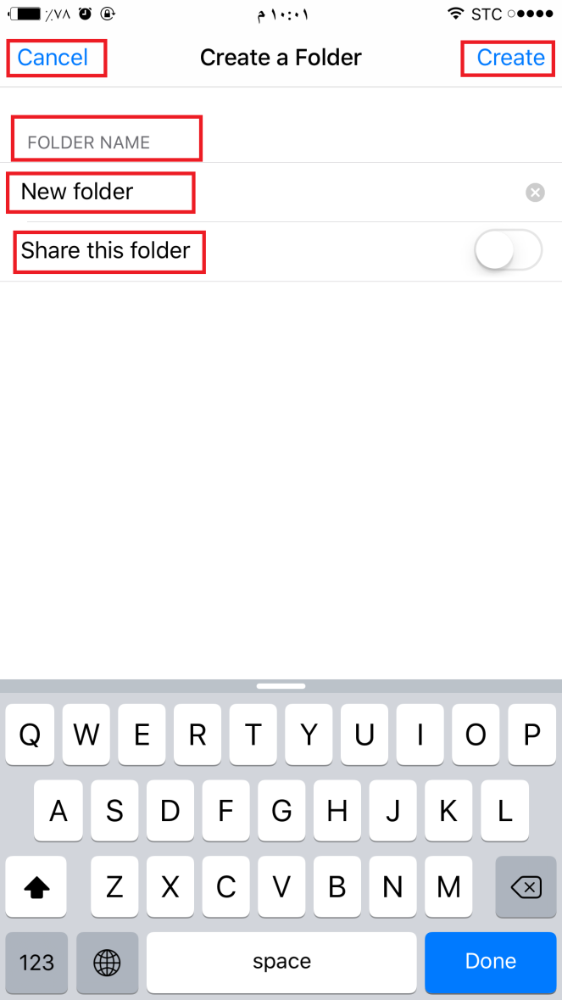 ٪٧٨ ١٠:٠١ م STC
Cancel Create a Folder Create
FOLDER NAME
New folder
Share this folder
Q W E R T Y U I O P
A S D F G H J K L
Z X C V B N M
123 space Done